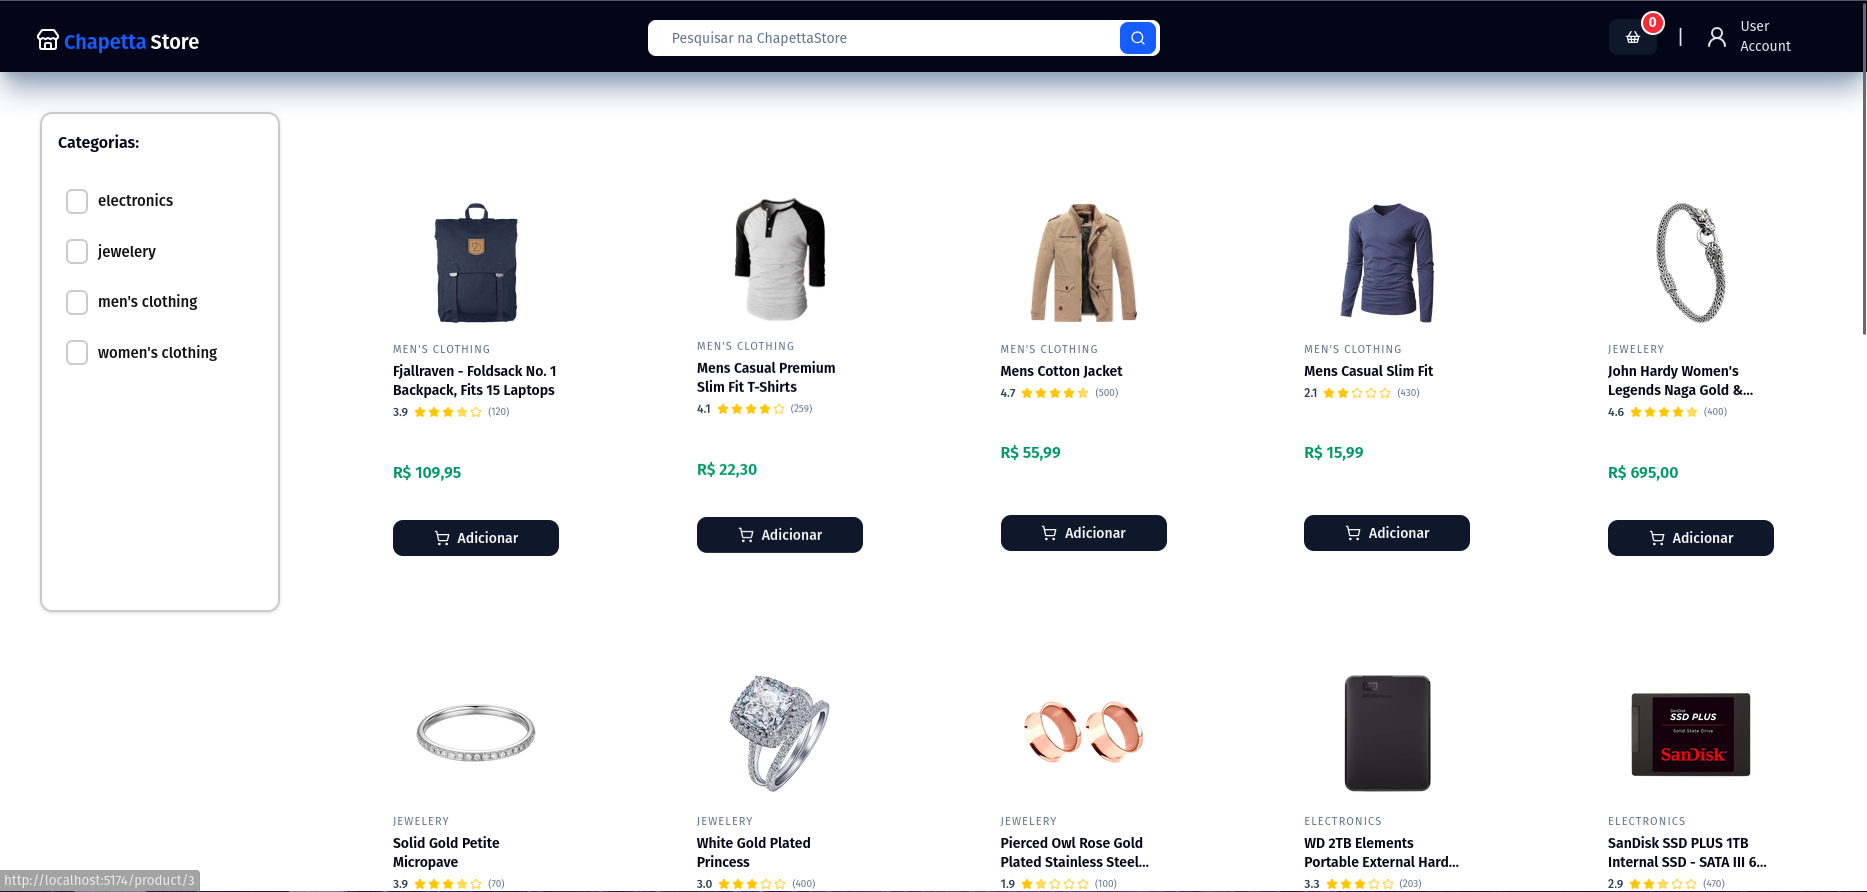 Chapetta Store
Pesquisar na ChapettaStore
0
|
User
Account
Categorias:
electronics
jewelery
men's clothing
women's clothing
MEN'S CLOTHING
Fjallraven - Foldsack No. 1
Backpack, Fits 15 Laptops
3.9 (120)
R$ 109,95
Adicionar
MEN'S CLOTHING
Mens Casual Premium
Slim Fit T-Shirts
4.1 (259)
R$ 22,30
Adicionar
MEN'S CLOTHING
Mens Cotton Jacket
4.7 (500)
R$ 55,99
Adicionar
MEN'S CLOTHING
Mens Casual Slim Fit
2.1 (430)
R$ 15,99
Adicionar
JEWELERY
John Hardy Women's
Legends Naga Gold &...
4.6 (400)
R$ 695,00
Adicionar
JEWELERY
Solid Gold Petite
Micropave
3.9 (70)
JEWELERY
White Gold Plated
Princess
3.0 (400)
JEWELERY
Pierced Owl Rose Gold
Plated Stainless Steel...
1.9 (100)
ELECTRONICS
WD 2TB Elements
Portable External Hard...
3.3 (203)
SanDisk
SSD PLUS
Solid State Drive
SanDisk
ELECTRONICS
SanDisk SSD PLUS 1TB
Internal SSD - SATA III 6...
2.9 (470)
http://localhost:5174/product/3